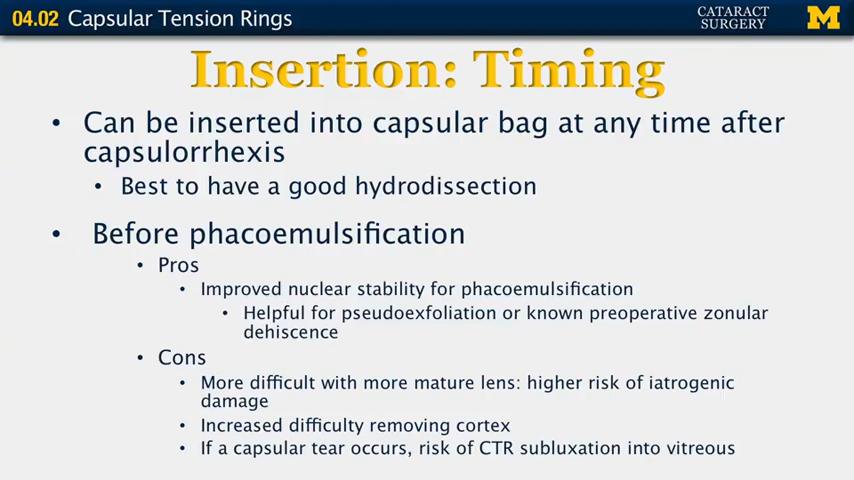 04.02 Capsular Tension Rings
CATARACT
SURGERY
M
Insertion: Timing
• Can be inserted into capsular bag at any time after
capsulorrhexis
• Best to have a good hydrodissection
• Before phacoemulsification
• Pros
• Improved nuclear stability for phacoemulsification
• Helpful for pseudoexfoliation or known preoperative zonular
dehiscence
• Cons
• More difficult with more mature lens: higher risk of iatrogenic
damage
• Increased difficulty removing cortex
• If a capsular tear occurs, risk of CTR subluxation into vitreous